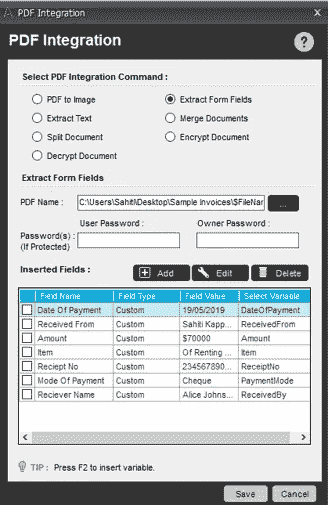 PDF Integration
PDF Integration
?
Select PDF Integration Command :
PDF to Image Extract Form Fields
Extract Text Merge Documents
Split Document Encrypt Document
Decrypt Document
Extract Form Fields
PDF Name : C:\Users\Sahiti\Desktop\Sample Invoices\$FileNar ...
User Password : Owner Password :
Password(s) :
(If Protected)
Inserted Fields : Add Edit Delete
Field Name Field Type Field Value Select Variable
Date Of Payment Custom 19/05/2019 DateOfPayment
Received From Custom Sahiti Kapp... ReceivedFrom
Amount Custom $70000 Amount
Item Custom Of Renting ... Item
Reciept No Custom 234567890... ReceiptNo
Mode Of Payment Custom Cheque PaymentMode
Reciever Name Custom Alice Johns... ReceivedBy
TIP : Press F2 to insert variable.
Save Cancel